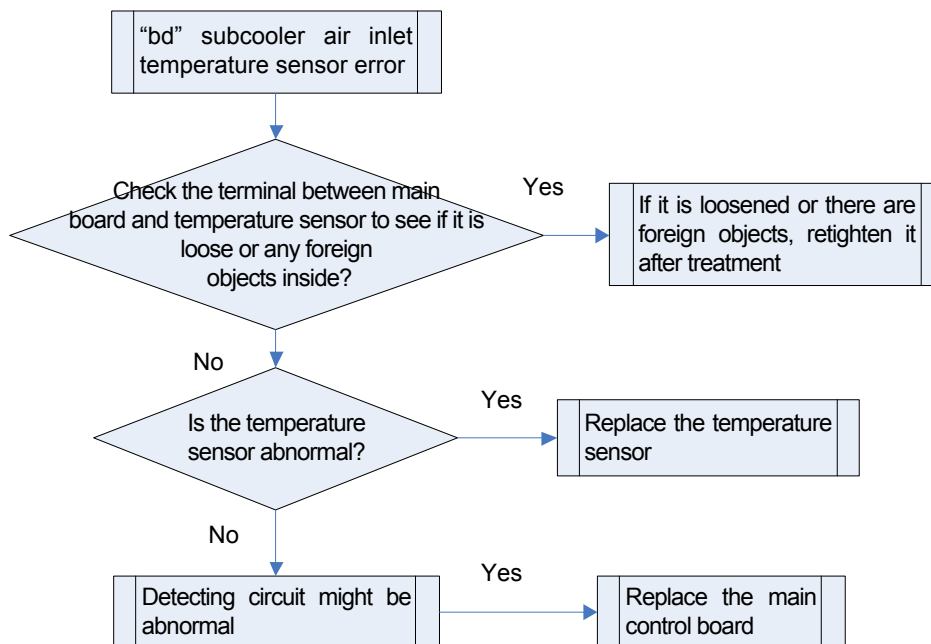 “bd” subcooler air inlet
temperature sensor error
Check the terminal between main
board and temperature sensor to see if it is
loose or any foreign
objects inside?
Yes
If it is loosened or there are
foreign objects, retighten it
after treatment
No
Is the temperature
sensor abnormal?
Yes
Replace the temperature
sensor
No
Detecting circuit might be
abnormal
Yes
Replace the main
control board